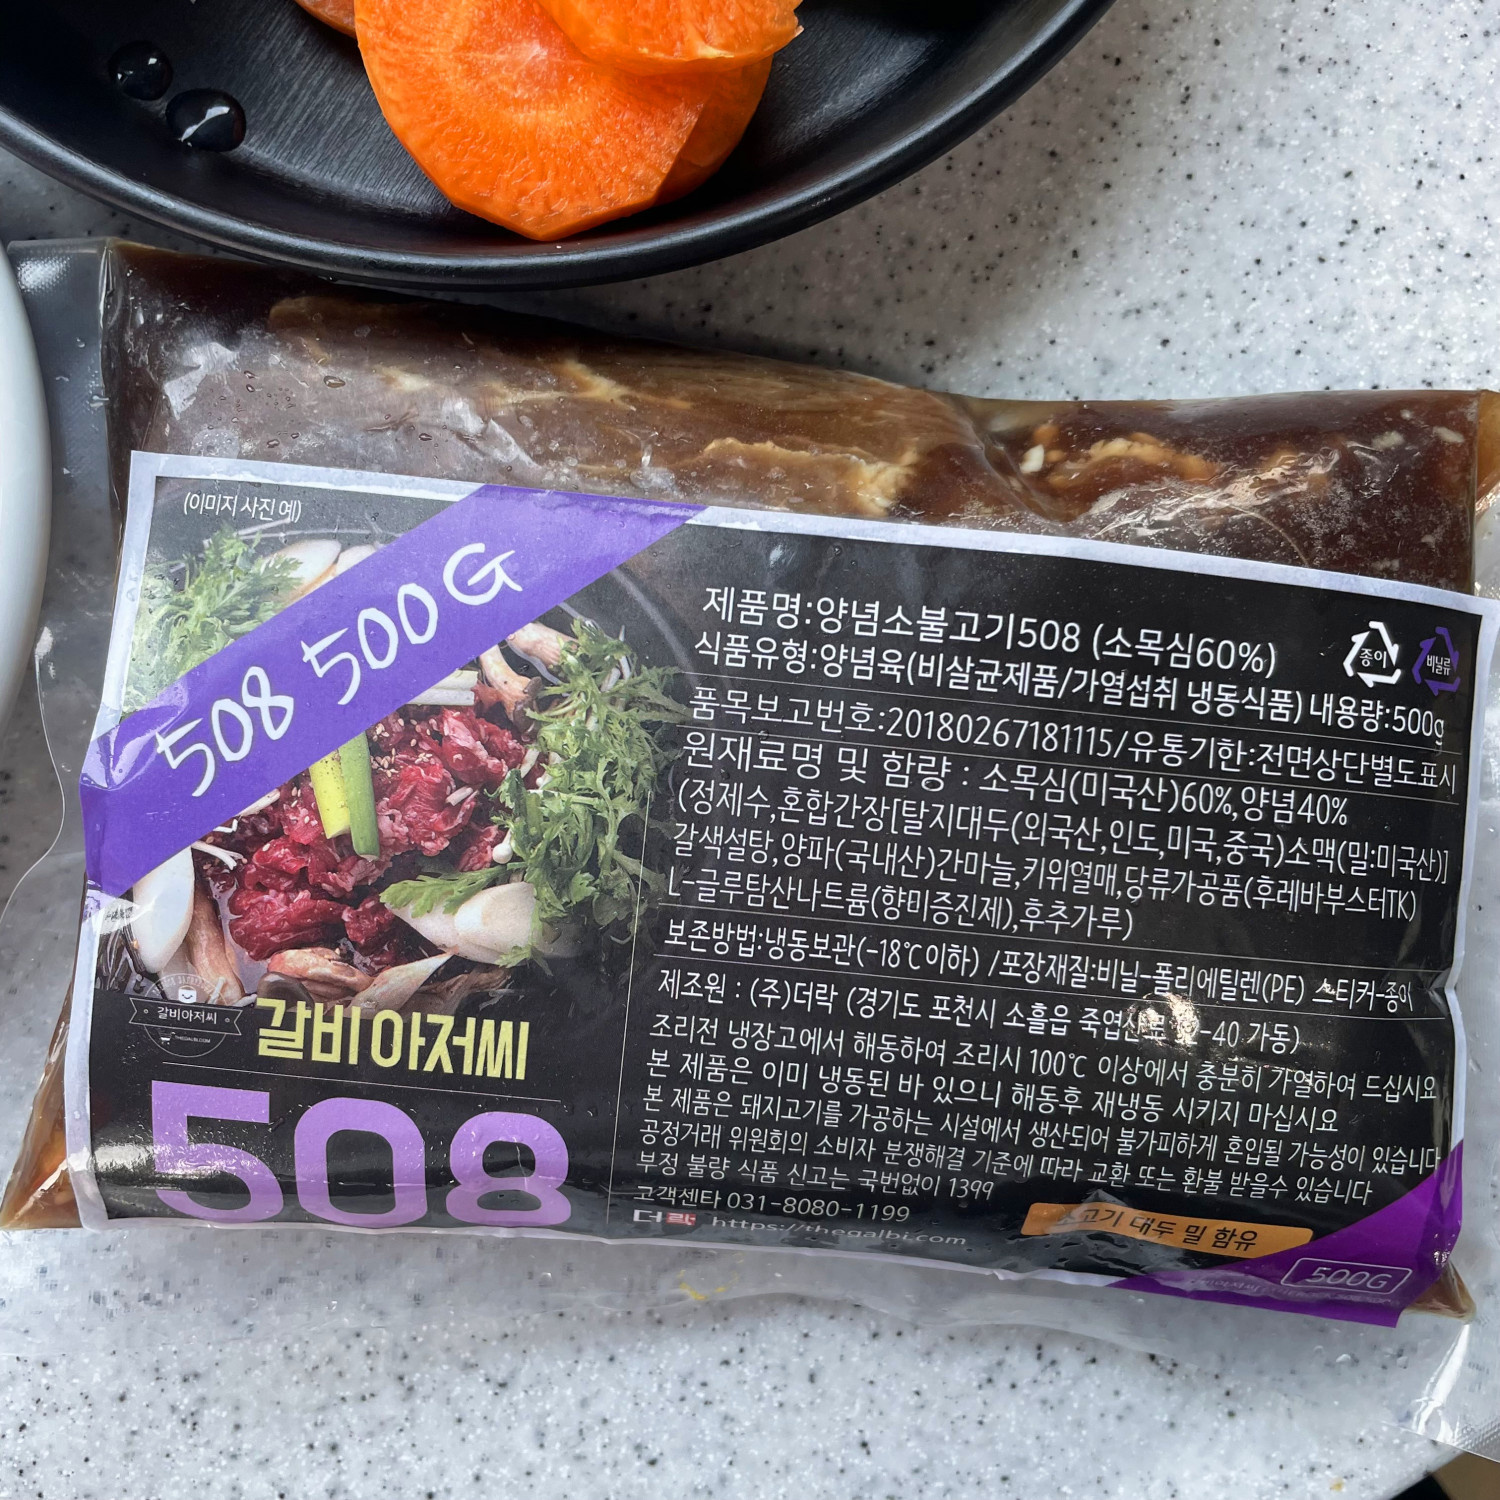 (이미지 사진 예)
508 500G
갈비아저씨
THEGALBI.COM
갈비아저씨
508
제품명:양념소불고기508 (소목심60%)
식품유형:양념육(비살균제품/가열섭취 냉동식품) 내용량:500g
종이
비닐류
품목보고번호:20180267181115/유통기한:전면상단별도표시
원재료명 및 함량 : 소목심(미국산)60%,양념40%
(정제수,혼합간장[탈지대두(외국산,인도,미국,중국)소맥(밀:미국산)]
갈색설탕,양파(국내산)간마늘,키위열매,당류가공품(후레바부스터TK)
L-글루탐산나트륨(향미증진제),후추가루)
보존방법:냉동보관(-18℃이하) /포장재질:비닐-폴리에틸렌(PE) 스티커-종이
제조원 : (주)더락 (경기도 포천시 소흘읍 -40 가동)
조리전 냉장고에서 해동하여 조리시 100℃ 이상에서 충분히 가열하여 드십시요
본 제품은 이미 냉동된 바 있으니 해동후 재냉동 시키지 마십시요
본 제품은 돼지고기를 가공하는 시설에서 생산되어 불가피하게 혼입될 가능성이 있습니다
공정거래 위원회의 소비자 분쟁해결 기준에 따라 교환 또는 환불 받을수 있습니다
부정 불량 식품 신고는 국번없이 1399
고객센타 031-8080-1199
더락 https://thegalbi.com
소고기 대두 밀 함유
500G